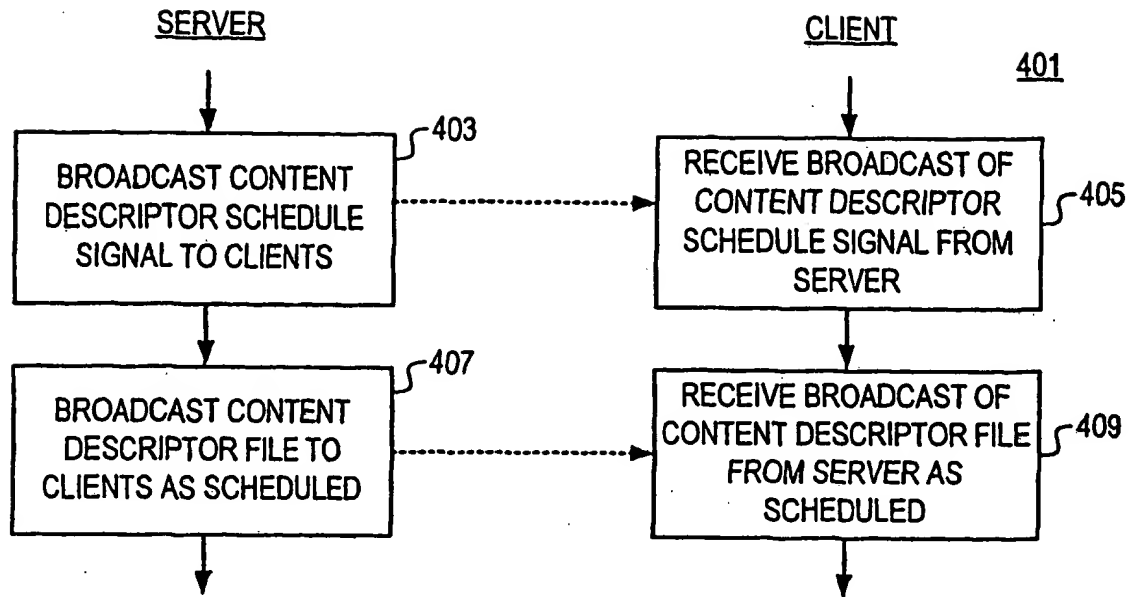 SERVER
CLIENT
401
403
BROADCAST CONTENT
DESCRIPTOR SCHEDULE
SIGNAL TO CLIENTS
RECEIVE BROADCAST OF
CONTENT DESCRIPTOR
SCHEDULE SIGNAL FROM
SERVER
405
407
BROADCAST CONTENT
DESCRIPTOR FILE TO
CLIENTS AS SCHEDULED
RECEIVE BROADCAST OF
CONTENT DESCRIPTOR FILE
FROM SERVER AS
SCHEDULED
409